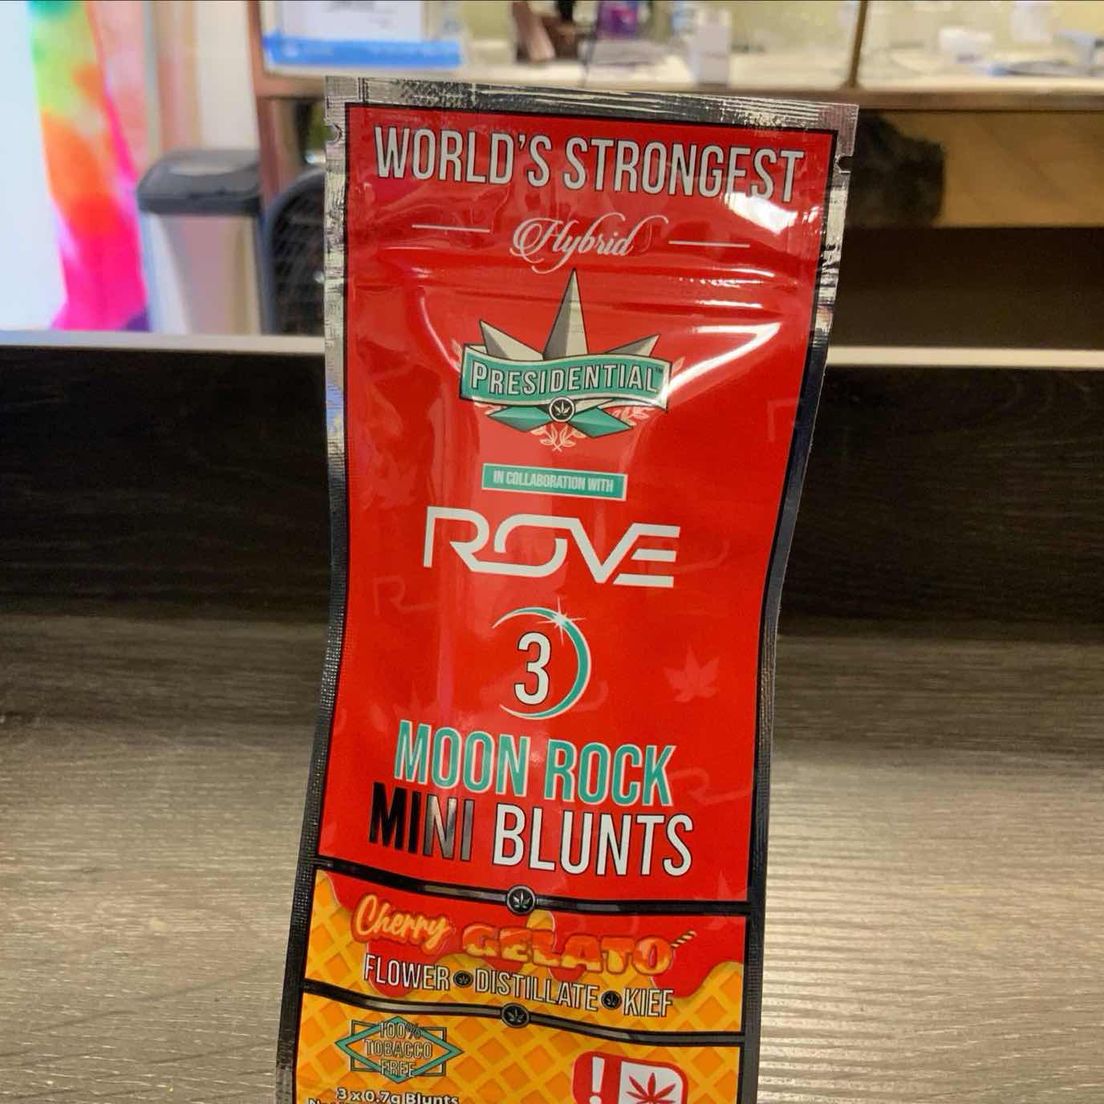 WORLD'S STRONGEST
Hybrid
PRESIDENTIAL
IN COLLABORATION WITH
ROVE
3
MOON ROCK
MINI BLUNTS
Cherry GELATO
FLOWER DISTILLATE KIEF
100%
TOBACCO
FREE
!
3 x 0.7g Blunts